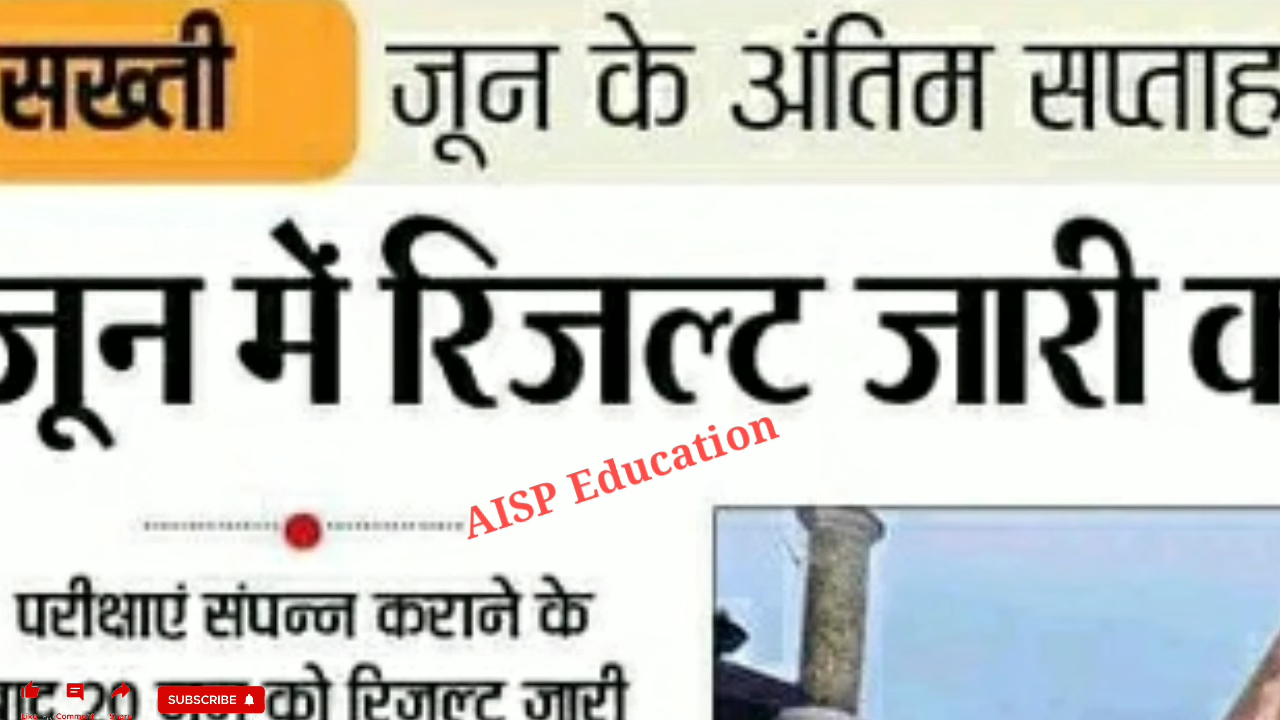 सख्ती जून के अंतिम सप्ताह
जून में रिजल्ट जारी
AISP Education
परीक्षाएं संपन्न कराने के
को रिजल्ट जारी
SUBSCRIBE